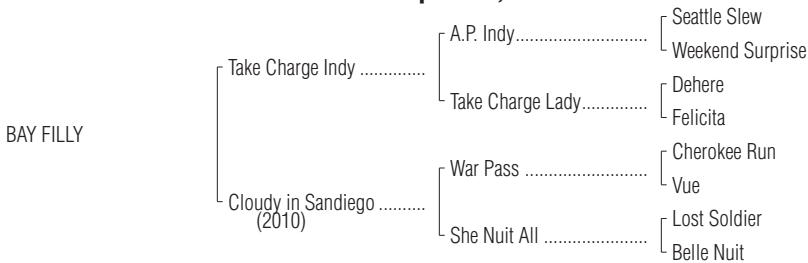 Seattle Slew
A.P. Indy
Weekend Surprise
Take Charge Indy
Dehere
Take Charge Lady
Felicita
BAY FILLY
Cherokee Run
War Pass
Vue
Cloudy in Sandiego
(2010)
Lost Soldier
She Nuit All
Belle Nuit